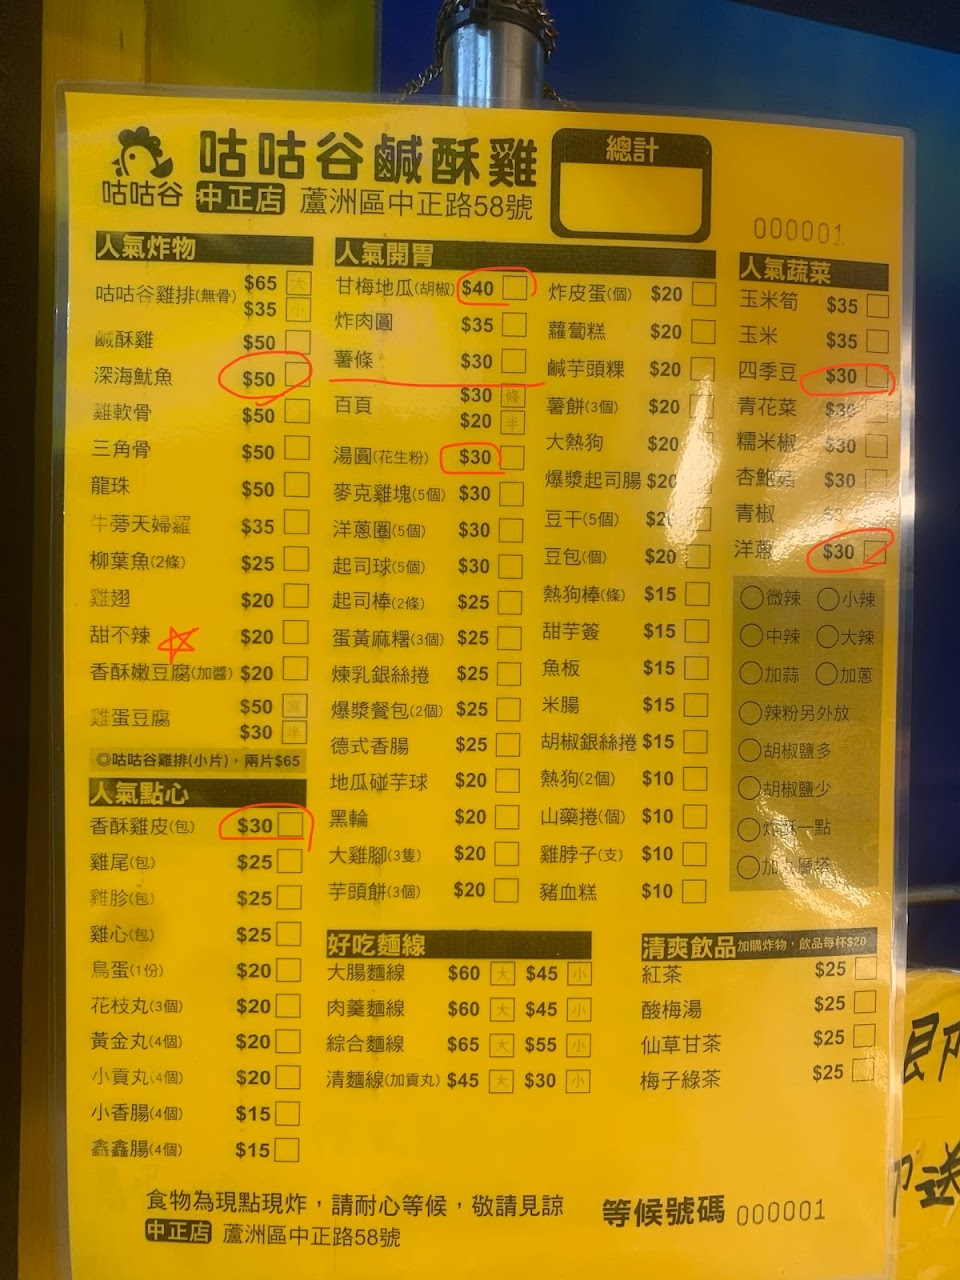 咕咕谷
咕咕谷鹹酥雞
中正店 蘆洲區中正路58號
總計
000001
人氣炸物
咕咕谷雞排(無骨) $65 大
$35 小
鹹酥雞 $50
深海魷魚 $50
雞軟骨 $50
三角骨 $50
龍珠 $50
牛蒡天婦羅 $35
柳葉魚(2條) $25
雞翅 $20
甜不辣 $20
香酥嫩豆腐(加醬) $20
雞蛋豆腐 $50
$30 半
◎咕咕谷雞排(小片),兩片$65
人氣點心
香酥雞皮(包) $30
雞尾(包) $25
雞胗(包) $25
雞心(包) $25
鳥蛋(1份) $20
花枝丸(3個) $20
黃金丸(4個) $20
小貢丸(4個) $20
小香腸(4個) $15
鑫鑫腸(4個) $15
人氣開胃
甘梅地瓜(胡椒) $40
炸肉圓 $35
薯條 $30
百頁 $30 條
$20 半
湯圓(花生粉) $30
麥克雞塊(5個) $30
洋蔥圈(5個) $30
起司球(5個) $30
起司棒(2條) $25
蛋黃麻糬(3個) $25
煉乳銀絲捲 $25
爆漿餐包(2個) $25
德式香腸 $25
地瓜碰芋球 $20
黑輪 $20
大雞腳(3隻) $20
芋頭餅(3個) $20
炸皮蛋(個) $20
蘿蔔糕 $20
鹹芋頭粿 $20
薯餅(3個) $20
大熱狗 $20
爆漿起司腸 $20
豆干(5個)
豆包(個) $20
熱狗棒(條) $15
甜芋簽 $15
魚板 $15
米腸 $15
胡椒銀絲捲 $15
熱狗(2個) $10
山藥捲(個) $10
雞脖子(支) $10
豬血糕 $10
人氣蔬菜
玉米筍 $35
玉米 $35
四季豆 $30
青花菜 $30
糯米椒 $30
杏鮑菇 $30
青椒
洋蔥 $30
微辣 小辣
中辣 大辣
加蒜 加蔥
辣粉另外放
胡椒鹽多
胡椒鹽少
炸酥一點
加九層塔
好吃麵線
大腸麵線 $60 大 $45 小
肉羹麵線 $60 大 $45 小
綜合麵線 $65 大 $55 小
清麵線(加貢丸) $45 大 $30 小
清爽飲品 加購炸物,飲品每杯$20
紅茶 $25
酸梅湯 $25
仙草甘茶 $25
梅子綠茶 $25
食物為現點現炸,請耐心等候,敬請見諒
中正店 蘆洲區中正路58號
等候號碼 000001
即
送